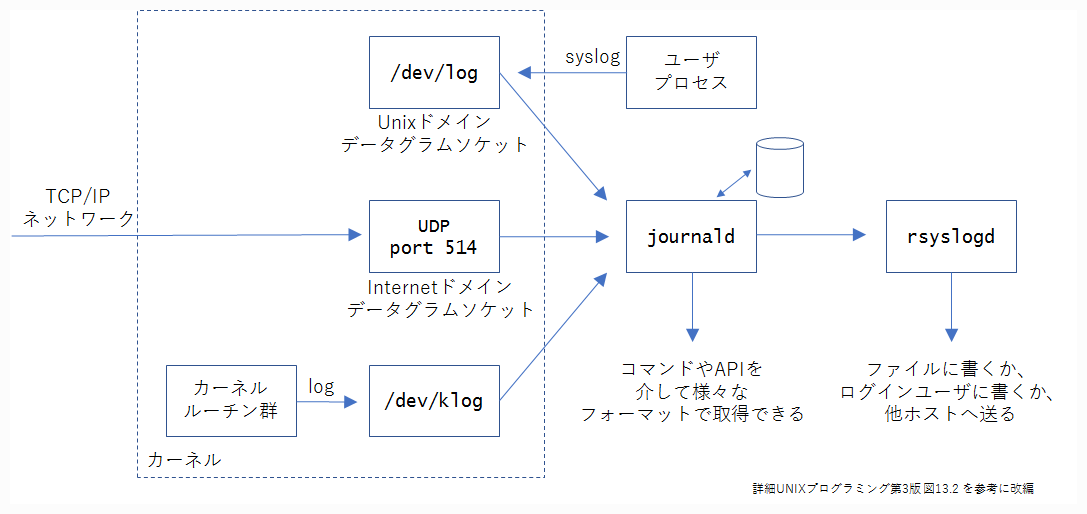 /dev/log
syslog
ユーザ
プロセス
Unixドメイン
データグラムソケット
TCP/IP
ネットワーク
UDP
port 514
journald
rsyslogd
Internetドメイン
データグラムソケット
カーネル
ルーチン群
log
/dev/klog
コマンドやAPIを
介して様々な
フォーマットで取得できる
ファイルに書くか、
ログインユーザに書くか、
他ホストへ送る
カーネル
詳細UNIXプログラミング第3版 図13.2 を参考に改編